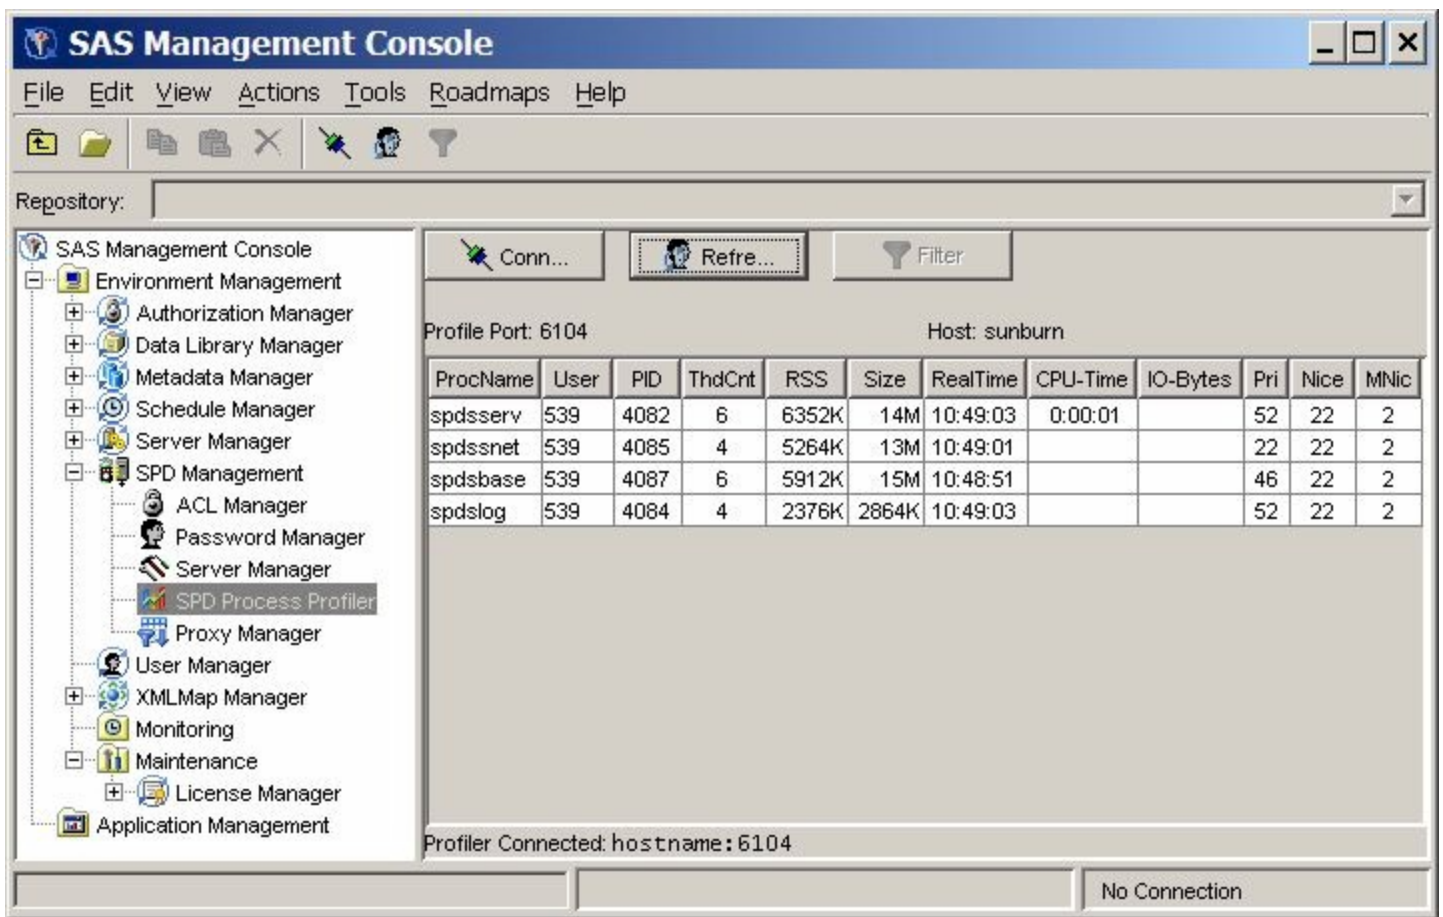 SAS Management Console
File Edit View Actions Tools Roadmaps Help
Repository:
SAS Management Console
Environment Management
Authorization Manager
Data Library Manager
Metadata Manager
Schedule Manager
Server Manager
SPD Management
ACL Manager
Password Manager
Server Manager
SPD Process Profiler
Proxy Manager
User Manager
XMLMap Manager
Monitoring
Maintenance
License Manager
Application Management
Conn... Refre... Filter
Profile Port: 6104 Host: sunburn
ProcName User PID ThdCnt RSS Size RealTime CPU-Time IO-Bytes Pri Nice MNic
spdsserv 539 4082 6 6352K 14M 10:49:03 0:00:01 52 22 2
spdssnet 539 4085 4 5264K 13M 10:49:01 22 22 2
spdsbase 539 4087 6 5912K 15M 10:48:51 46 22 2
spdslog 539 4084 4 2376K 2864K 10:49:03 52 22 2
Profiler Connected: hostname:6104
No Connection